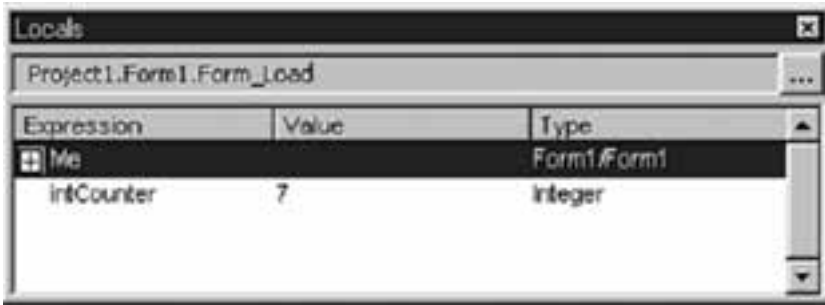 Locals
Project1.Form1.Form_Load ...
Expression Value Type
Me Form1/Form1
intCounter 7 Integer